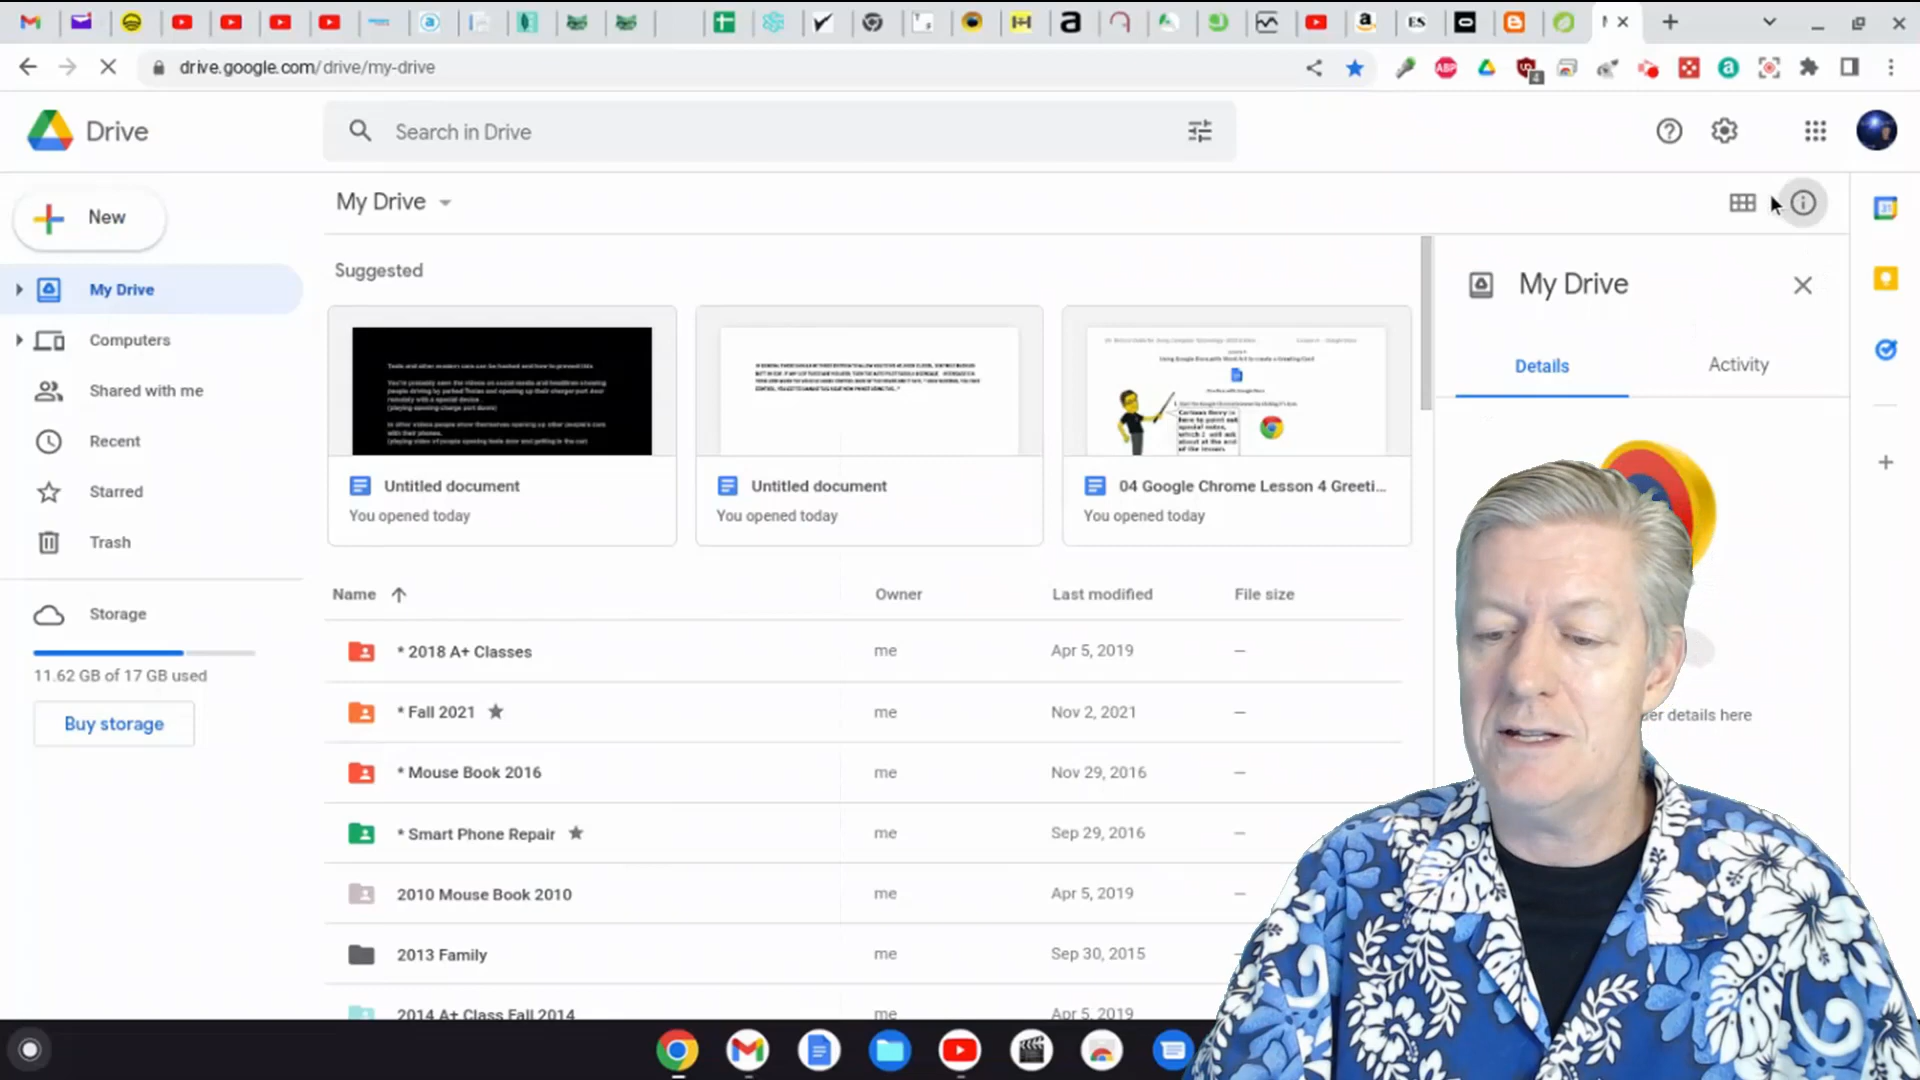 drive.google.com/drive/my-drive
Drive
Search in Drive
New
My Drive
My Drive
Computers
Shared with me
Recent
Starred
Trash
Storage
11.62 GB of 17 GB used
Buy storage
Suggested
Untitled document
You opened today
Untitled document
You opened today
04 Google Chrome Lesson 4 Greeti...
You opened today
Name
Owner
Last modified
File size
* 2018 A+ Classes
me
Apr 5, 2019
–
* Fall 2021
me
Nov 2, 2021
–
* Mouse Book 2016
me
Nov 29, 2016
–
* Smart Phone Repair
me
Sep 29, 2016
–
2010 Mouse Book 2010
me
Apr 5, 2019
–
2013 Family
me
Sep 30, 2015
2014 A+ Class Fall 2014
me
Apr 5, 2019
My Drive
Details
Activity
details here